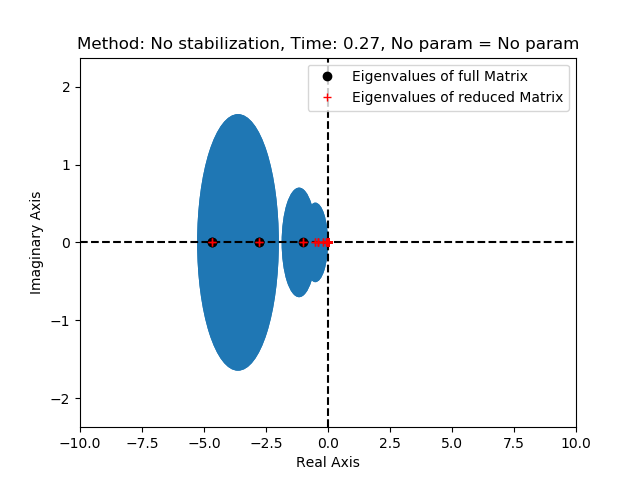 Method: No stabilization, Time: 0.27, No param = No param
Eigenvalues of full Matrix
Eigenvalues of reduced Matrix
Imaginary Axis
2
1
0
−1
−2
−10.0 −7.5 −5.0 −2.5 0.0 2.5 5.0 7.5 10.0
Real Axis